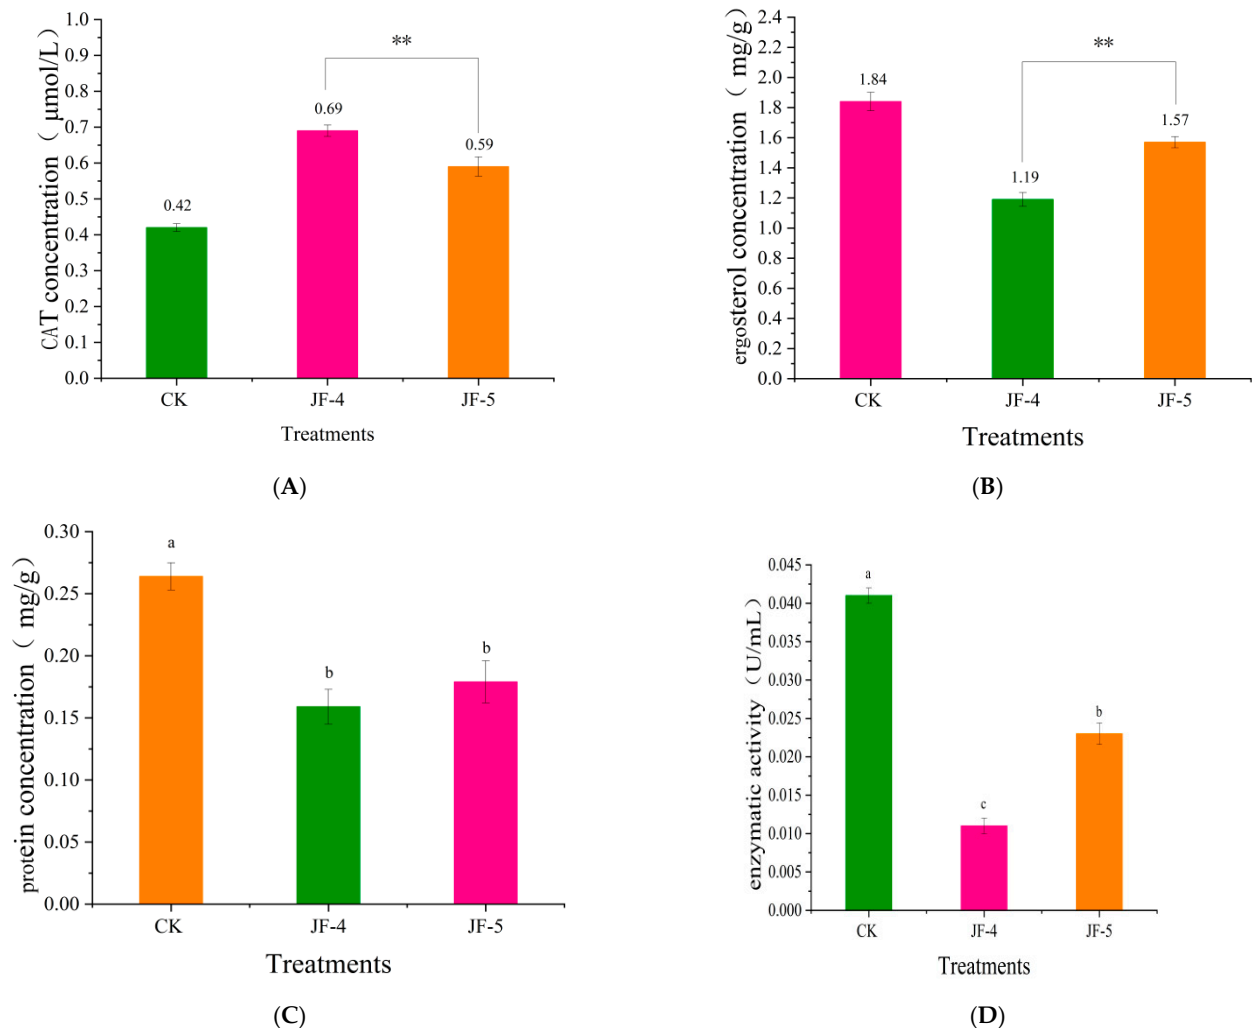 1.0
0.9
0.8
0.7
0.6
0.5
0.4
0.3
0.2
0.1
0.0
CAT concentration ( μmol/L)
0.42
0.69
0.59
**
CK JF-4 JF-5
Treatments
(A)
2.4
2.2
2.0
1.8
1.6
1.4
1.2
1.0
0.8
0.6
0.4
0.2
0.0
ergosterol concentration ( mg/g)
1.84
1.19
1.57
**
CK JF-4 JF-5
Treatments
(B)
0.30
0.25
0.20
0.15
0.10
0.05
0.00
protein concentration ( mg/g)
a
b
b
CK JF-4 JF-5
Treatments
(C)
0.045
0.040
0.035
0.030
0.025
0.020
0.015
0.010
0.005
0.000
enzymatic activity (U/mL)
a
c
b
CK JF-4 JF-5
Treatments
(D)